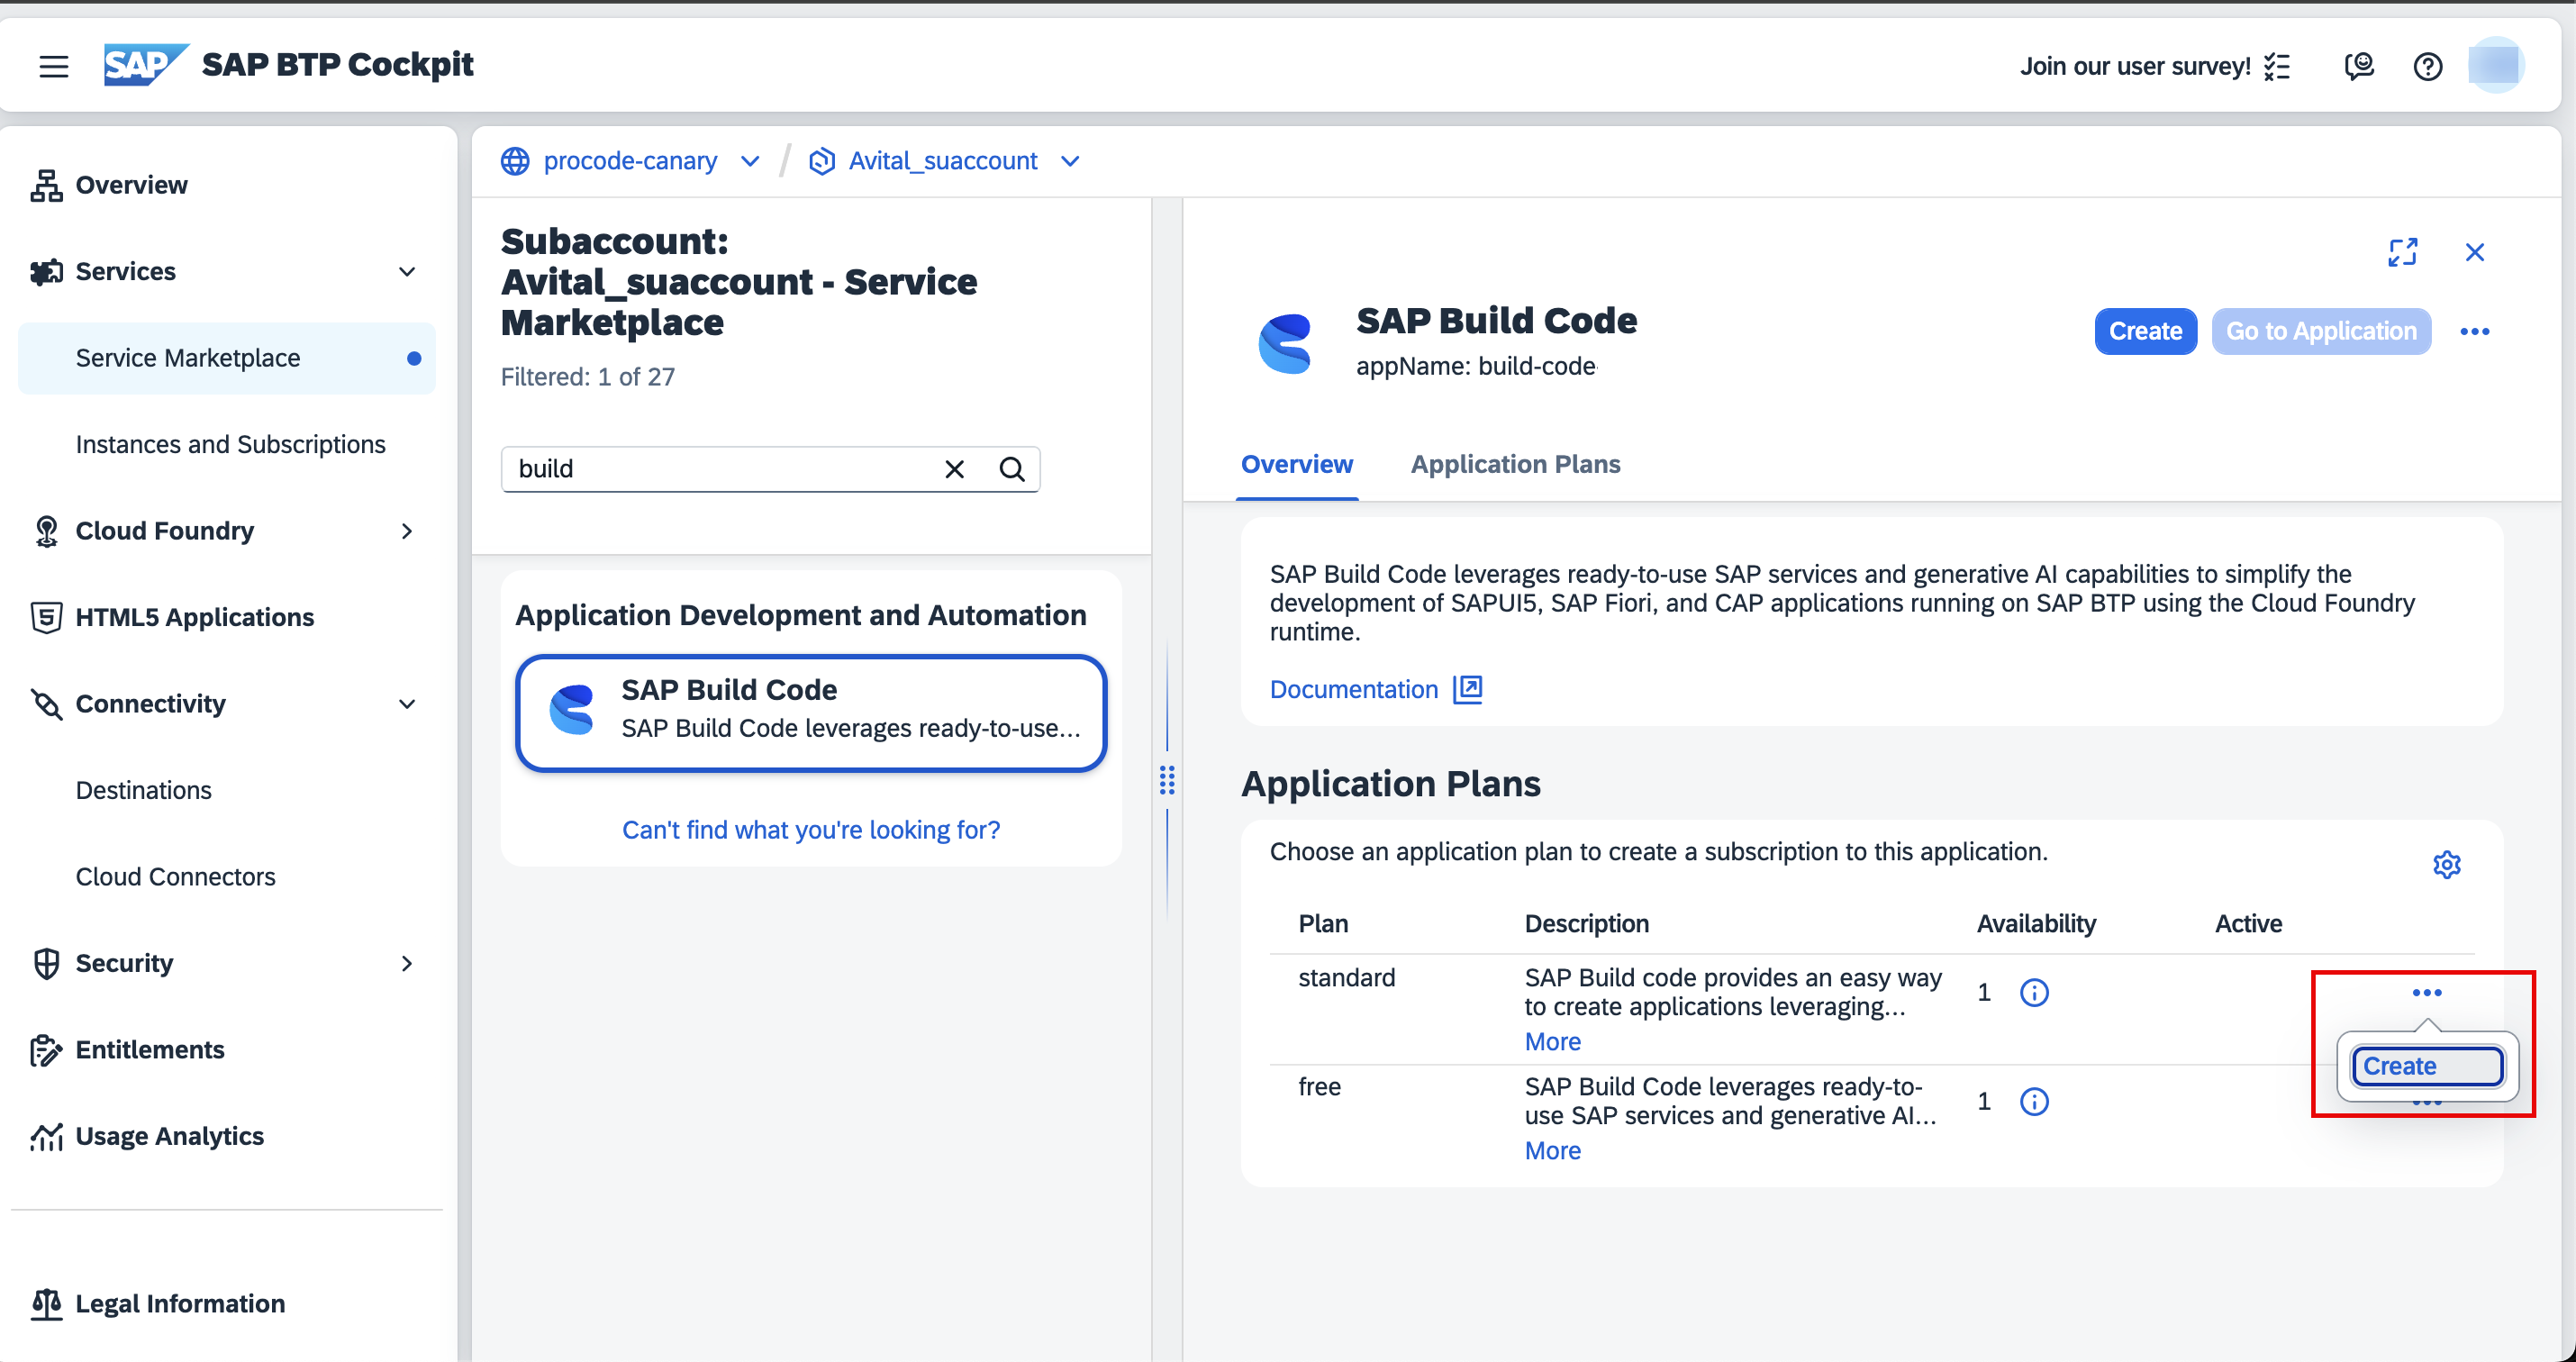 SAP SAP BTP Cockpit
Join our user survey!
Overview
Services
Service Marketplace
Instances and Subscriptions
Cloud Foundry
HTML5 Applications
Connectivity
Destinations
Cloud Connectors
Security
Entitlements
Usage Analytics
Legal Information
procode-canary / Avital_suaccount
Subaccount:
Avital_suaccount - Service
Marketplace
Filtered: 1 of 27
build
Application Development and Automation
SAP Build Code
SAP Build Code leverages ready-to-use...
Can't find what you're looking for?
SAP Build Code
appName: build-code
Create
Go to Application
Overview
Application Plans
SAP Build Code leverages ready-to-use SAP services and generative AI capabilities to simplify the
development of SAPUI5, SAP Fiori, and CAP applications running on SAP BTP using the Cloud Foundry
runtime.
Documentation
Application Plans
Choose an application plan to create a subscription to this application.
Plan Description Availability Active
standard SAP Build code provides an easy way 1
to create applications leveraging...
More
Create
free SAP Build Code leverages ready-to- 1
use SAP services and generative AI...
More